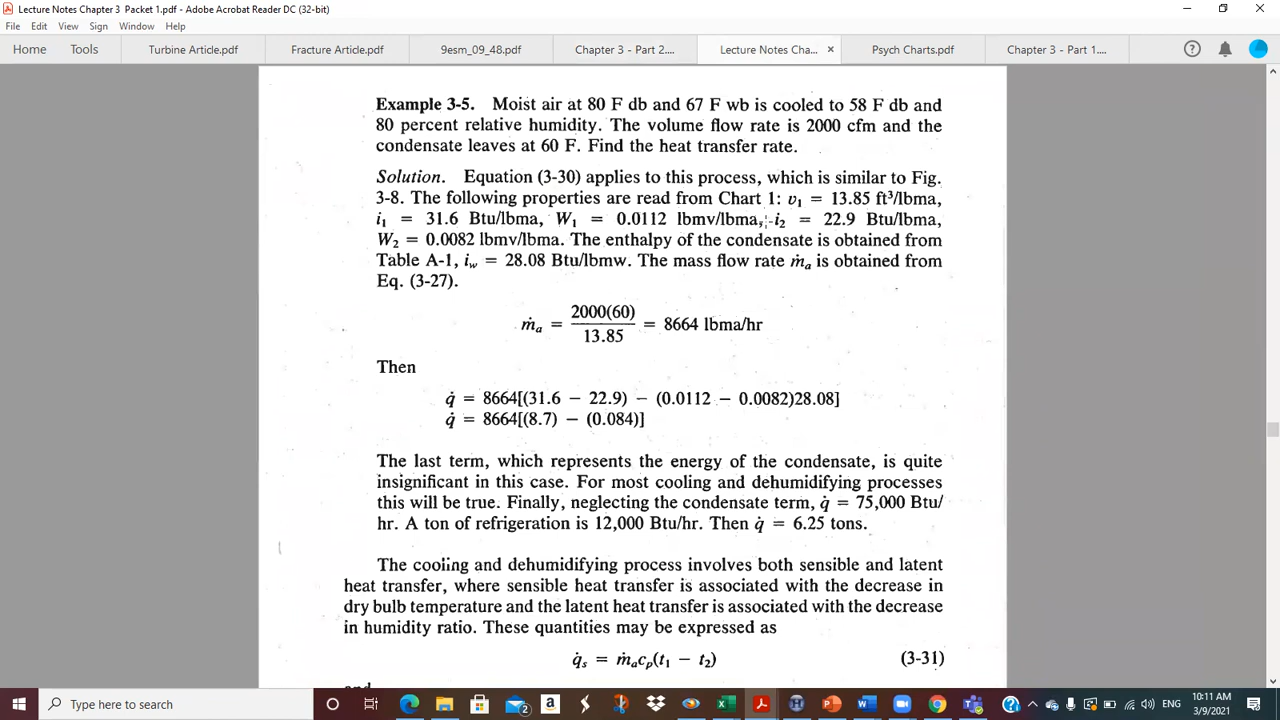 Lecture Notes Chapter 3 Packet 1.pdf - Adobe Acrobat Reader DC (32-bit)
File Edit View Sign Window Help
Home Tools Turbine Article.pdf Fracture Article.pdf 9esm_09_48.pdf Chapter 3 - Part 2.... Lecture Notes Cha... × Psych Charts.pdf Chapter 3 - Part 1....
Example 3-5. Moist air at 80 F db and 67 F wb is cooled to 58 F db and
80 percent relative humidity. The volume flow rate is 2000 cfm and the
condensate leaves at 60 F. Find the heat transfer rate.
Solution. Equation (3-30) applies to this process, which is similar to Fig.
3-8. The following properties are read from Chart 1: v₁ = 13.85 ft³/lbma,
i₁ = 31.6 Btu/lbma, W₁ = 0.0112 lbmv/lbma, i₂ = 22.9 Btu/lbma,
W₂ = 0.0082 lbmv/lbma. The enthalpy of the condensate is obtained from
Table A-1, i_w = 28.08 Btu/lbmw. The mass flow rate ṁₐ is obtained from
Eq. (3-27).
ṁₐ = 2000(60) / 13.85 = 8664 lbma/hr
Then
q̇ = 8664[(31.6 − 22.9) − (0.0112 − 0.0082)28.08]
q̇ = 8664[(8.7) − (0.084)]
The last term, which represents the energy of the condensate, is quite
insignificant in this case. For most cooling and dehumidifying processes
this will be true. Finally, neglecting the condensate term, q̇ = 75,000 Btu/
hr. A ton of refrigeration is 12,000 Btu/hr. Then q̇ = 6.25 tons.
The cooling and dehumidifying process involves both sensible and latent
heat transfer, where sensible heat transfer is associated with the decrease in
dry bulb temperature and the latent heat transfer is associated with the decrease
in humidity ratio. These quantities may be expressed as
q̇ₛ = ṁₐcₚ(t₁ − t₂) (3-31)
Type here to search
ENG
10:11 AM
3/9/2021